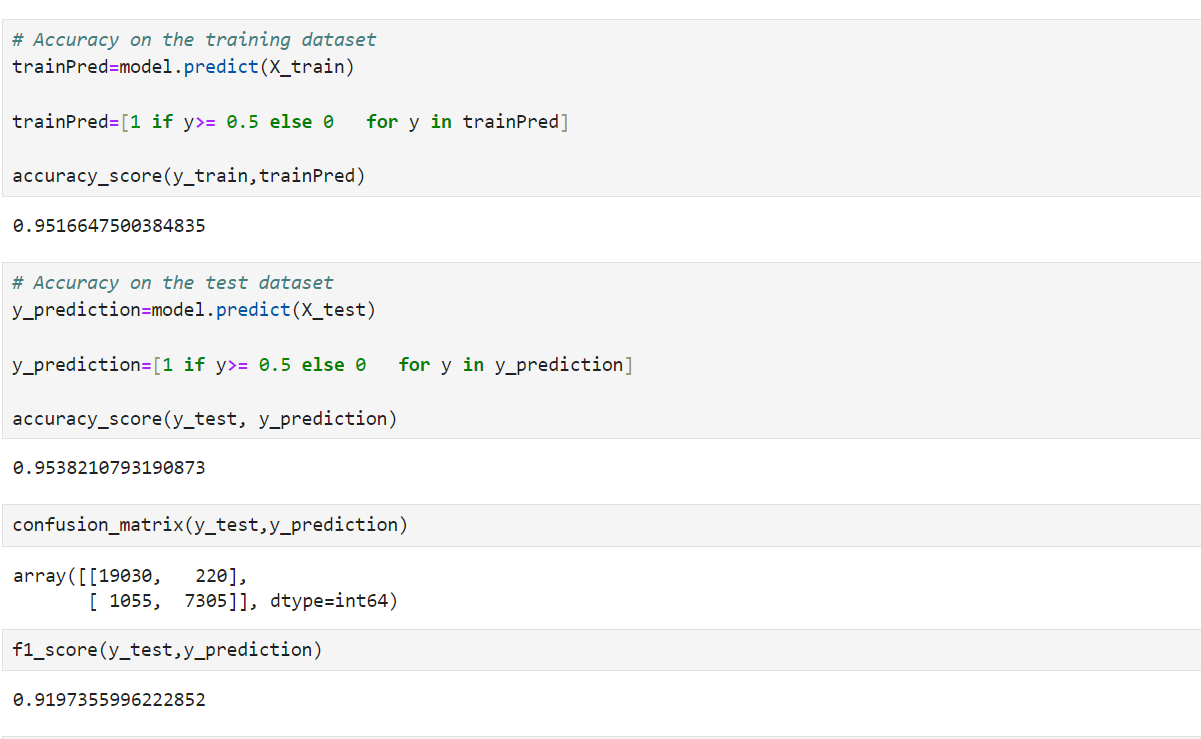 # Accuracy on the training dataset
trainPred=model.predict(X_train)
trainPred=[1 if y>= 0.5 else 0   for y in trainPred]
accuracy_score(y_train,trainPred)
0.9516647500384835
# Accuracy on the test dataset
y_prediction=model.predict(X_test)
y_prediction=[1 if y>= 0.5 else 0   for y in y_prediction]
accuracy_score(y_test, y_prediction)
0.9538210793190873
confusion_matrix(y_test,y_prediction)
array([[19030,   220],
       [ 1055,  7305]], dtype=int64)
f1_score(y_test,y_prediction)
0.9197355996222852